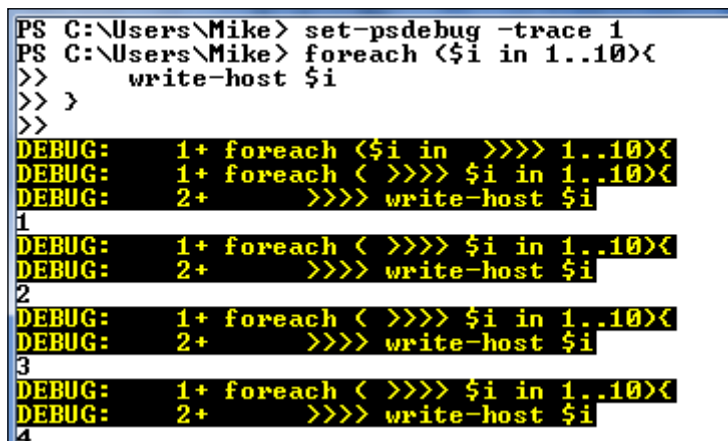 PS C:\Users\Mike> set-psdebug -trace 1
PS C:\Users\Mike> foreach ($i in 1..10){
>>     write-host $i
>> }
>>
DEBUG:    1+ foreach ($i in  >>>> 1..10){
DEBUG:    1+ foreach ( >>>> $i in 1..10){
DEBUG:    2+      >>>> write-host $i
1
DEBUG:    1+ foreach ( >>>> $i in 1..10){
DEBUG:    2+      >>>> write-host $i
2
DEBUG:    1+ foreach ( >>>> $i in 1..10){
DEBUG:    2+      >>>> write-host $i
3
DEBUG:    1+ foreach ( >>>> $i in 1..10){
DEBUG:    2+      >>>> write-host $i
4